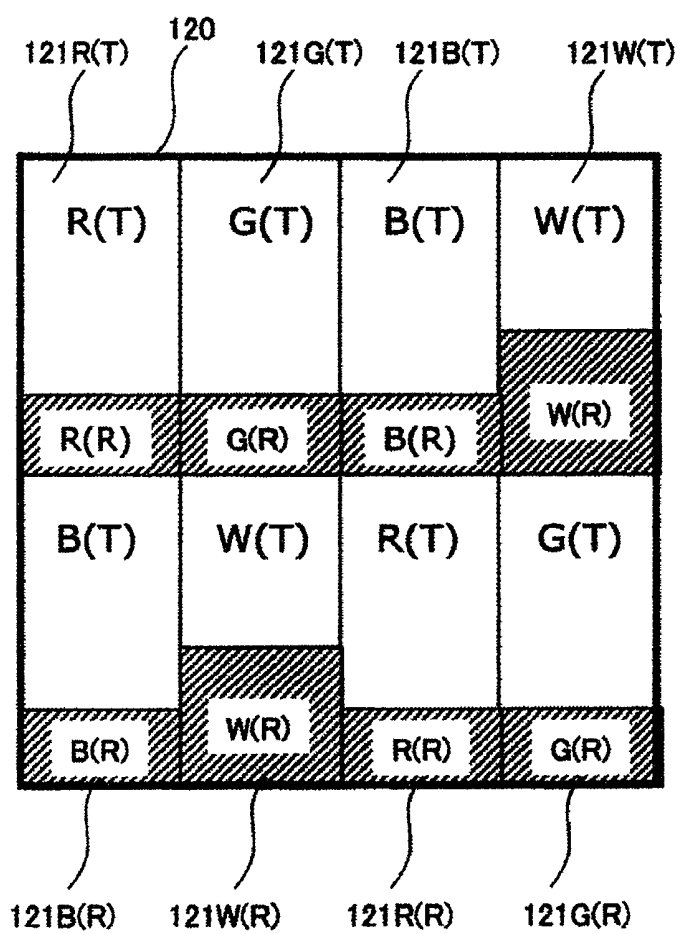 120
121R(T) 121G(T) 121B(T) 121W(T)
R(T) G(T) B(T) W(T)
W(R)
R(R) G(R) B(R)
B(T) W(T) R(T) G(T)
W(R)
B(R) R(R) G(R)
121B(R) 121W(R) 121R(R) 121G(R)